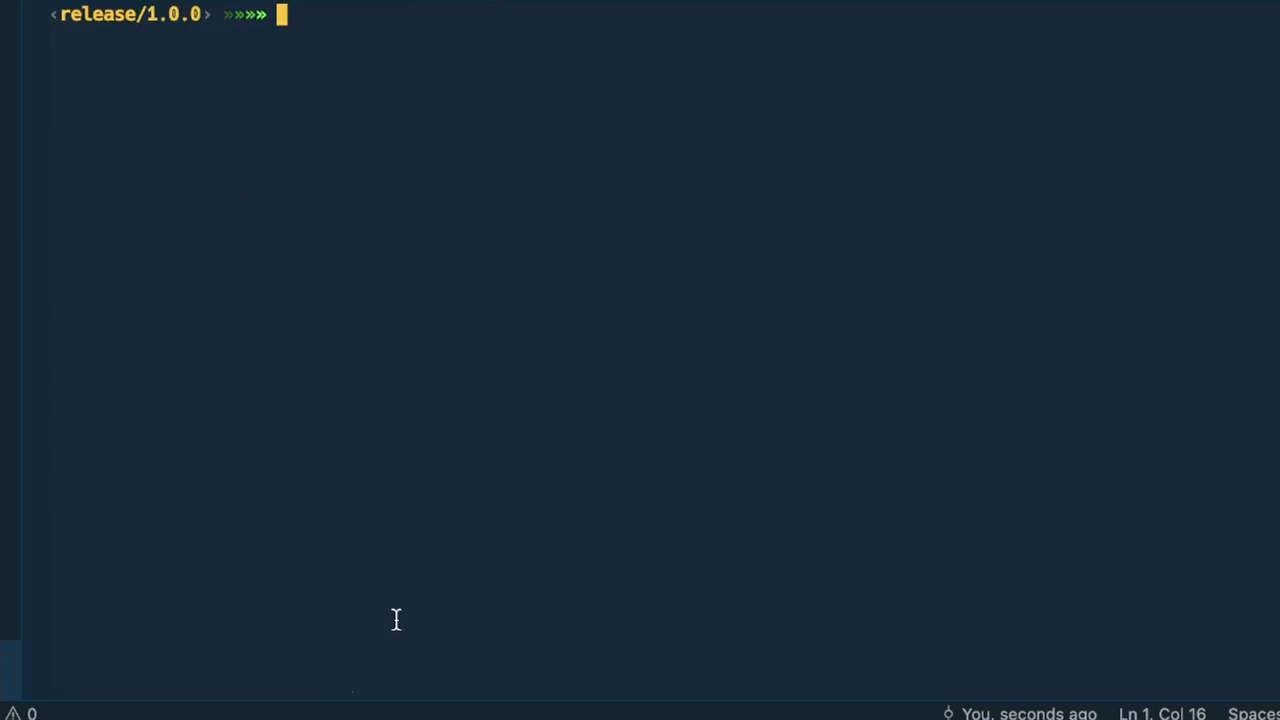 ‹release/1.0.0› »»»»
0
You, seconds ago Ln 1, Col 16 Spaces